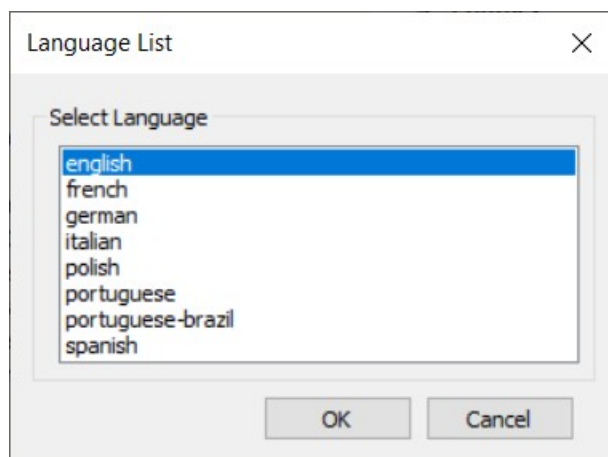 Language List
Select Language
english
french
german
italian
polish
portuguese
portuguese-brazil
spanish
OK Cancel